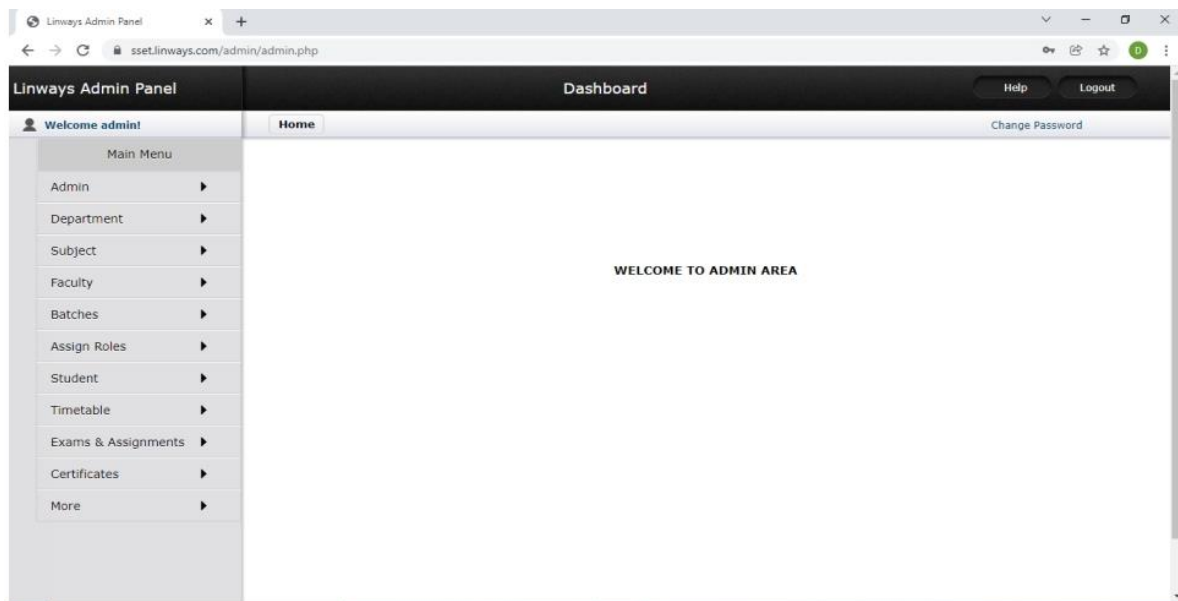 Linways Admin Panel
sset.linways.com/admin/admin.php
D
Linways Admin Panel
Dashboard
Help
Logout
Welcome admin!
Home
Change Password
Main Menu
Admin
Department
Subject
Faculty
Batches
Assign Roles
Student
Timetable
Exams & Assignments
Certificates
More
WELCOME TO ADMIN AREA